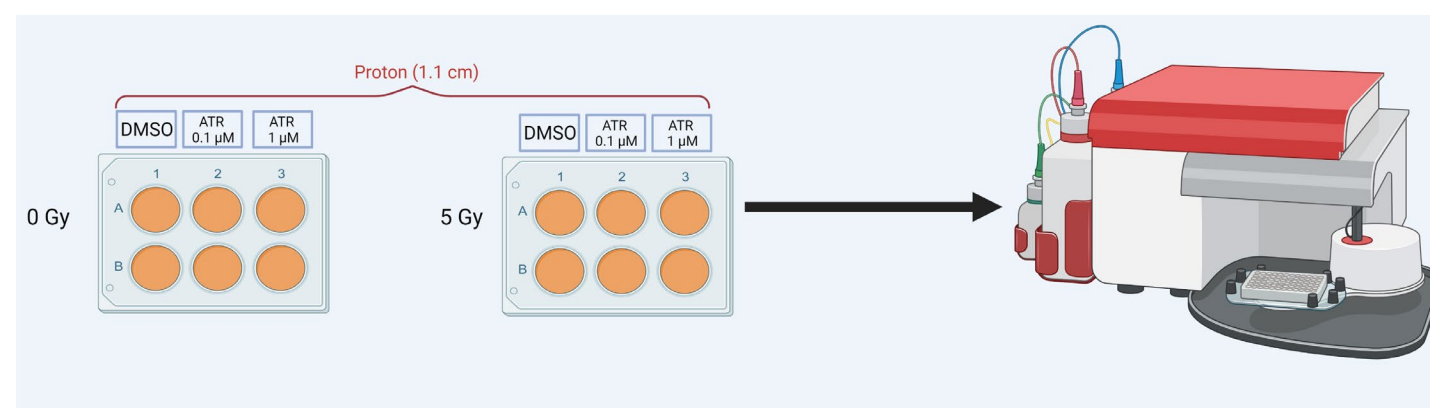 Proton (1.1 cm)
DMSO
ATR
0.1 µM
ATR
1 µM
DMSO
ATR
0.1 µM
ATR
1 µM
0 Gy
1 2 3
A
B
5 Gy
1 2 3
A
B